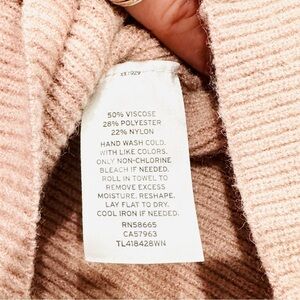 50% VISCOSE
28% POLYESTER
22% NYLON
HAND WASH COLD.
WITH LIKE COLORS.
ONLY NON-CHLORINE
BLEACH IF NEEDED.
ROLL IN TOWEL TO
REMOVE EXCESS
MOISTURE. RESHAPE.
LAY FLAT TO DRY.
COOL IRON IF NEEDED.
RN58665
CA57963
TL418428WN